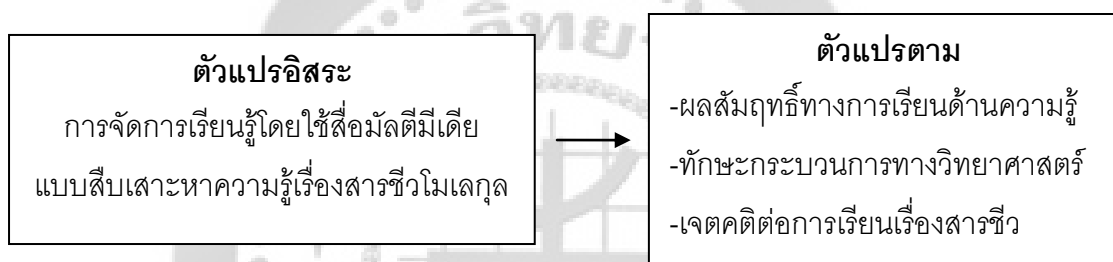 ตัวแปรอิสระ
การจัดการเรียนรู้โดยใช้สื่อมัลตีมีเดีย
แบบสืบเสาะหาความรู้เรื่องสารชีวโมเลกุล
ตัวแปรตาม
-ผลสัมฤทธิ์ทางการเรียนด้านความรู้
-ทักษะกระบวนการทางวิทยาศาสตร์
-เจตคติต่อการเรียนเรื่องสารชีว